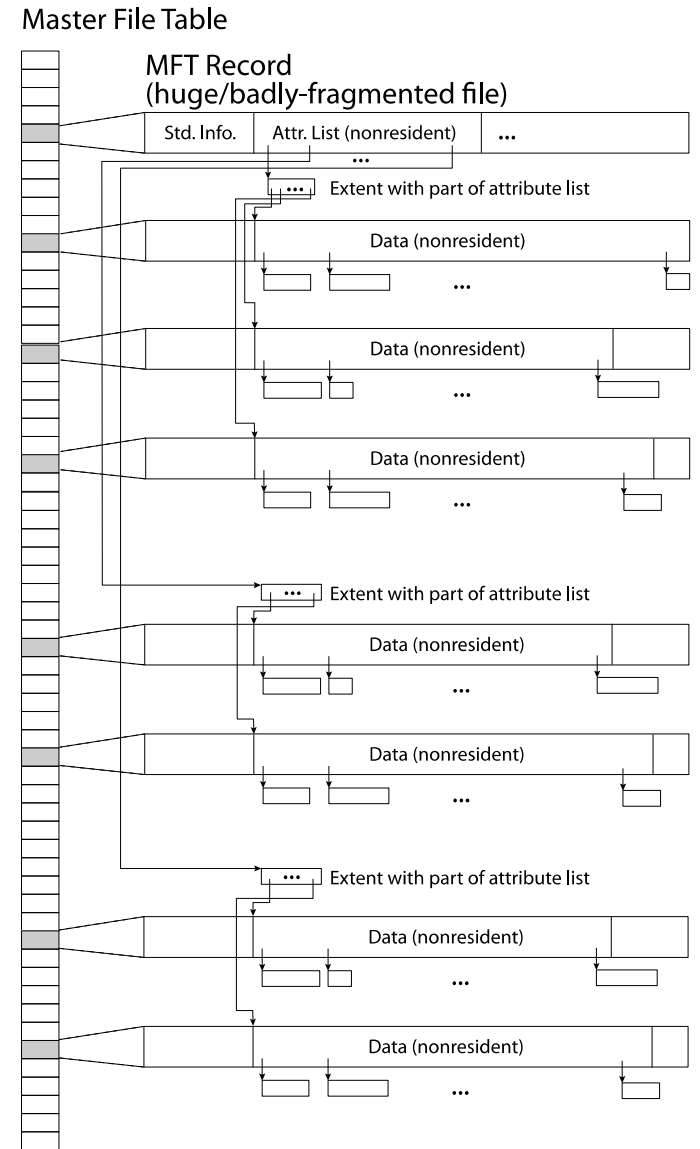 Master File Table
MFT Record
(huge/badly-fragmented file)
Std. Info. Attr. List (nonresident) ...
...
... Extent with part of attribute list
Data (nonresident)
...
Data (nonresident)
...
Data (nonresident)
...
... Extent with part of attribute list
Data (nonresident)
...
Data (nonresident)
...
... Extent with part of attribute list
Data (nonresident)
...
Data (nonresident)
...